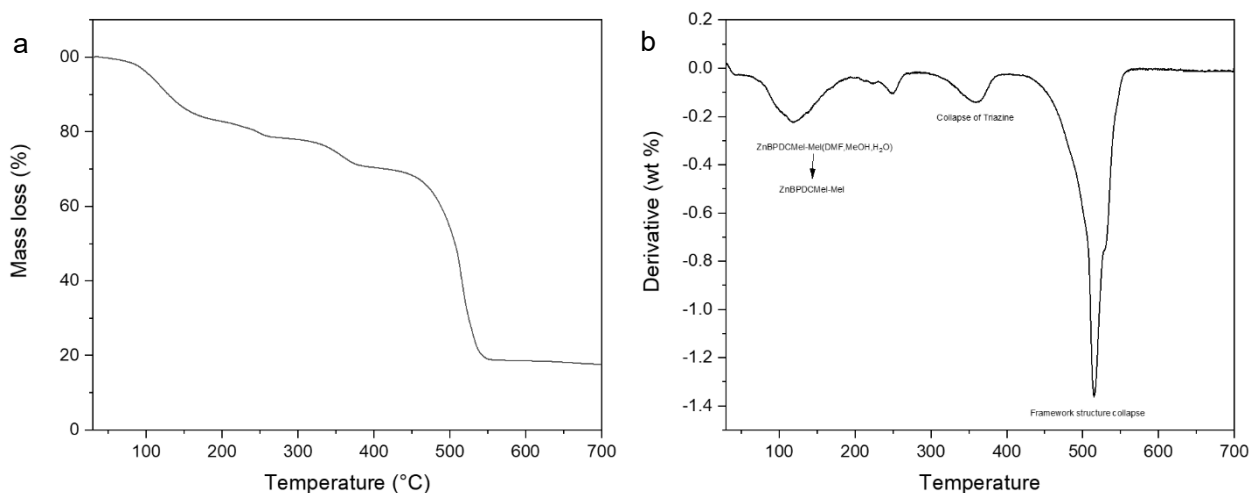 a
Mass loss (%)
00
80
60
40
20
0
100 200 300 400 500 600 700
Temperature (°C)
b
Derivative (wt %)
0.2
0.0
-0.2
-0.4
-0.6
-0.8
-1.0
-1.2
-1.4
Collapse of Triazine
ZnBPDCMel-Mel(DMF,MeOH,H₂O)
ZnBPDCMel-Mel
Framework structure collapse
100 200 300 400 500 600 700
Temperature